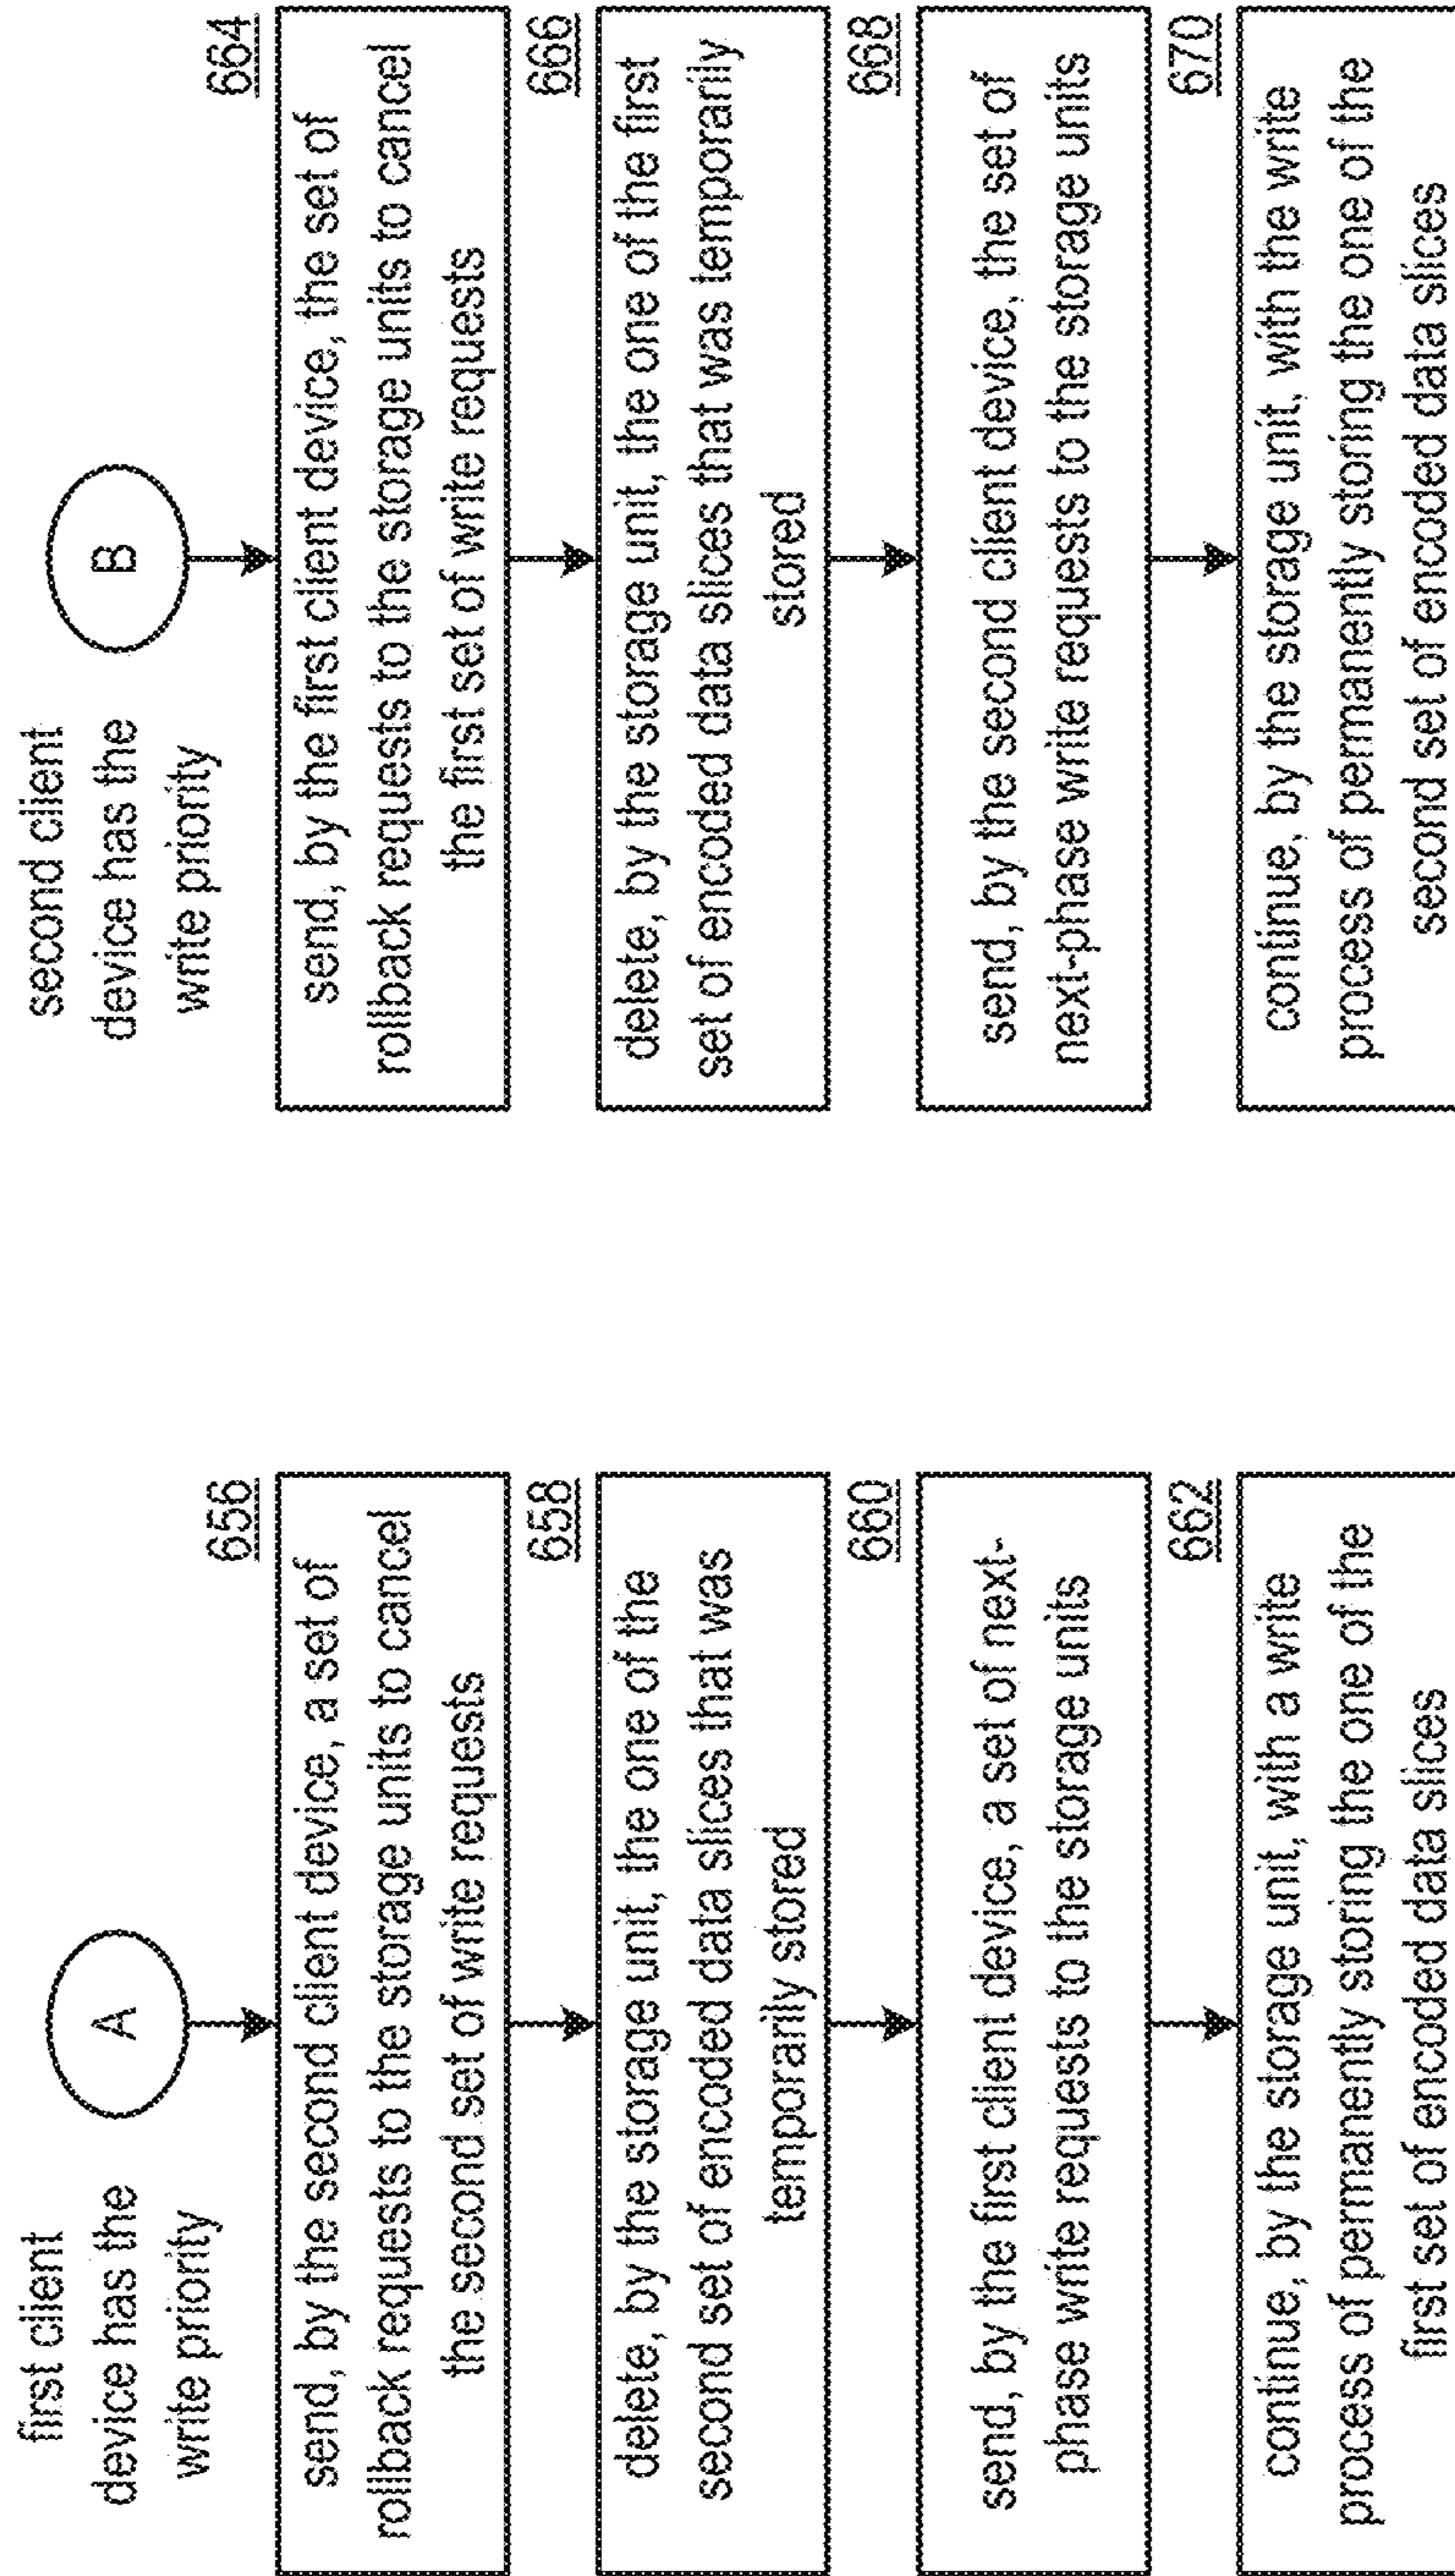 first client
device has the
write priority
A
656
send, by the second client device, a set of
rollback requests to the storage units to cancel
the second set of write requests
658
delete, by the storage unit, the one of the
second set of encoded data slices that was
temporarily stored
660
send, by the first client device, a set of next-
phase write requests to the storage units
662
continue, by the storage unit, with a write
process of permanently storing the one of the
first set of encoded data slices
second client
device has the
write priority
B
664
send, by the first client device, the set of
rollback requests to the storage units to cancel
the first set of write requests
666
delete, by the storage unit, the one of the first
set of encoded data slices that was temporarily
stored
668
send, by the second client device, the set of
next-phase write requests to the storage units
670
continue, by the storage unit, with the write
process of permanently storing the one of the
second set of encoded data slices